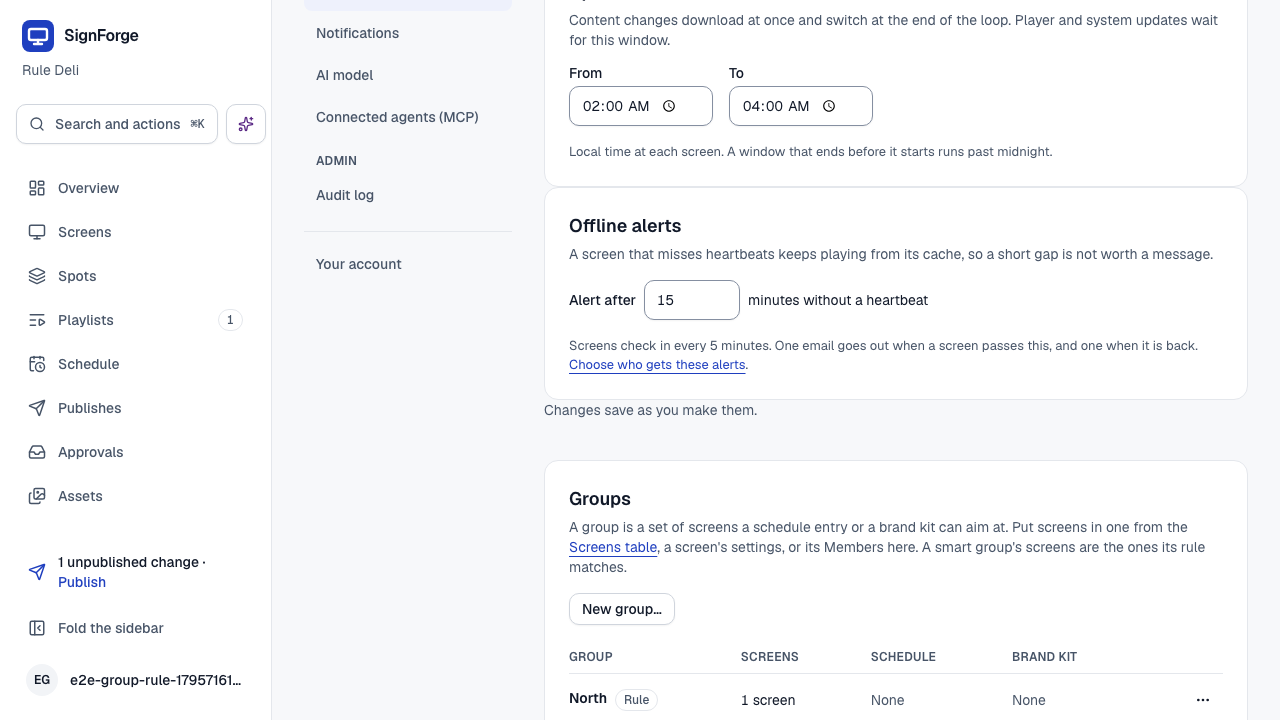 SignForge
Rule Deli
Search and actions ⌘K
Overview
Screens
Spots
Playlists 1
Schedule
Publishes
Approvals
Assets
1 unpublished change ·
Publish
Fold the sidebar
EG e2e-group-rule-17957161…
Notifications
AI model
Connected agents (MCP)
ADMIN
Audit log
Your account
Content changes download at once and switch at the end of the loop. Player and system updates wait
for this window.
From To
02:00 AM 04:00 AM
Local time at each screen. A window that ends before it starts runs past midnight.
Offline alerts
A screen that misses heartbeats keeps playing from its cache, so a short gap is not worth a message.
Alert after 15 minutes without a heartbeat
Screens check in every 5 minutes. One email goes out when a screen passes this, and one when it is back.
Choose who gets these alerts.
Changes save as you make them.
Groups
A group is a set of screens a schedule entry or a brand kit can aim at. Put screens in one from the
Screens table, a screen's settings, or its Members here. A smart group's screens are the ones its rule
matches.
New group…
GROUP SCREENS SCHEDULE BRAND KIT
North Rule 1 screen None None